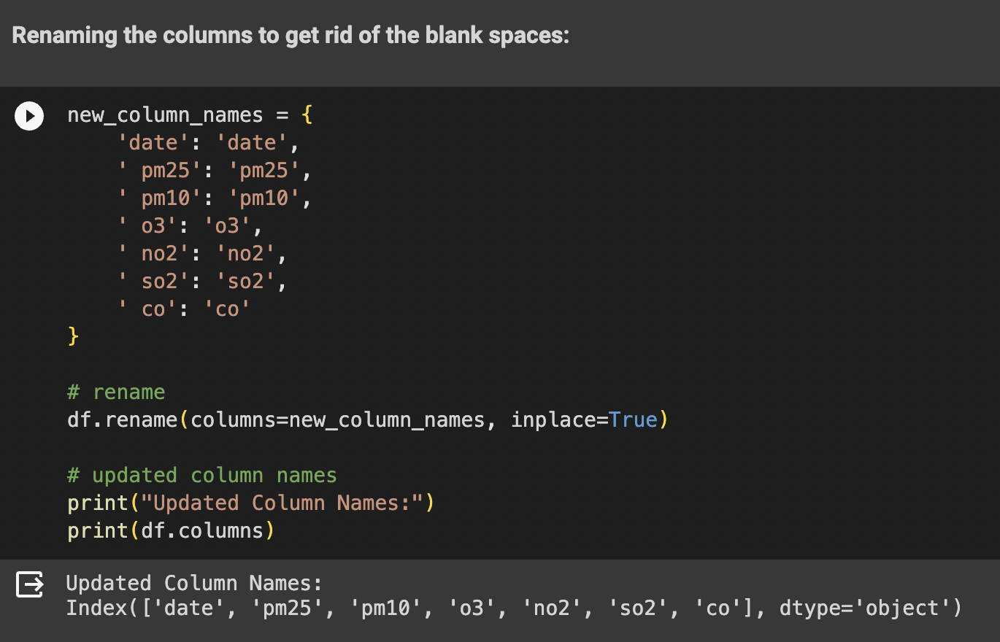 Renaming the columns to get rid of the blank spaces:
new_column_names = {
    'date': 'date',
    ' pm25': 'pm25',
    ' pm10': 'pm10',
    ' o3': 'o3',
    ' no2': 'no2',
    ' so2': 'so2',
    ' co': 'co'
}
# rename
df.rename(columns=new_column_names, inplace=True)
# updated column names
print("Updated Column Names:")
print(df.columns)
Updated Column Names:
Index(['date', 'pm25', 'pm10', 'o3', 'no2', 'so2', 'co'], dtype='object')